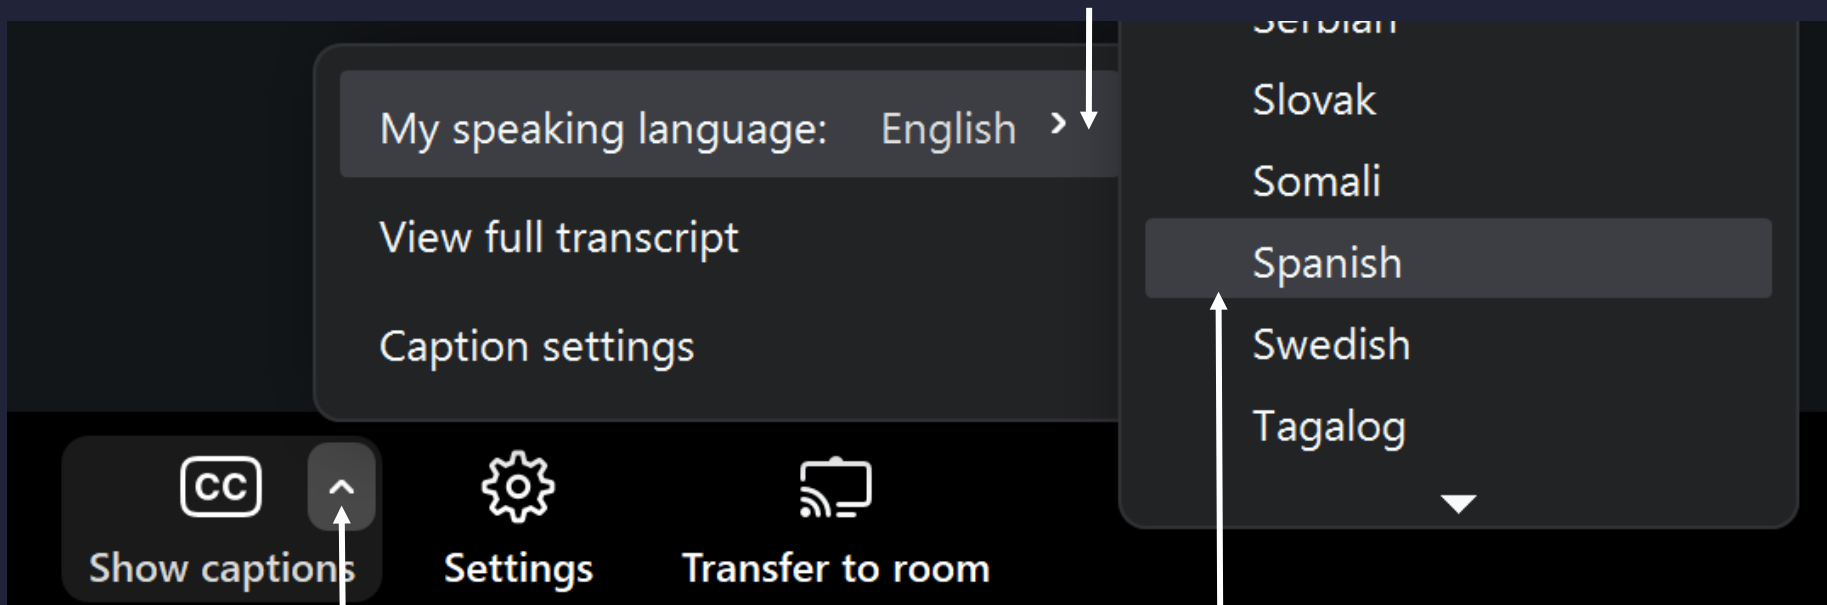 My speaking language: English >
View full transcript
Caption settings
Serbian
Slovak
Somali
Spanish
Swedish
Tagalog
CC
Show captions
Settings
Transfer to room